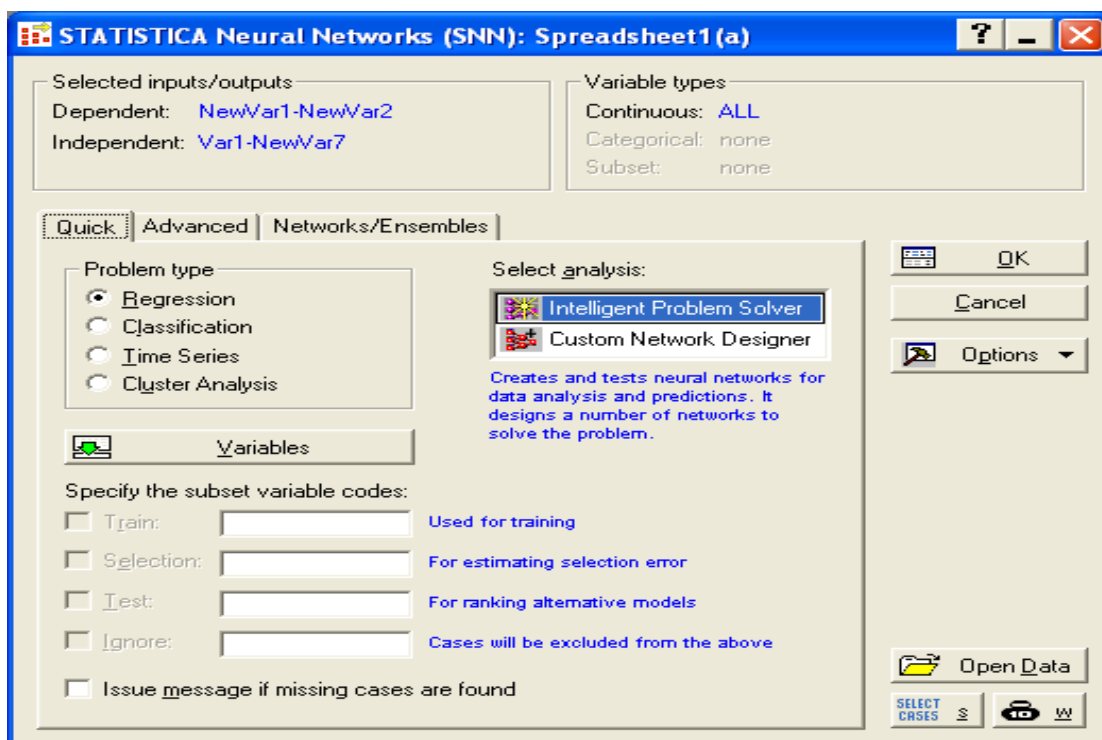 STATISTICA Neural Networks (SNN): Spreadsheet1(a)
?
Selected inputs/outputs
Dependent: NewVar1-NewVar2
Independent: Var1-NewVar7
Variable types
Continuous: ALL
Categorical: none
Subset: none
Quick Advanced Networks/Ensembles
Problem type
Regression
Classification
Time Series
Cluster Analysis
Variables
Select analysis:
Intelligent Problem Solver
Custom Network Designer
Creates and tests neural networks for
data analysis and predictions. It
designs a number of networks to
solve the problem.
Specify the subset variable codes:
Train: Used for training
Selection: For estimating selection error
Test: For ranking alternative models
Ignore: Cases will be excluded from the above
Issue message if missing cases are found
OK
Cancel
Options
Open Data
SELECT
CASES S
W